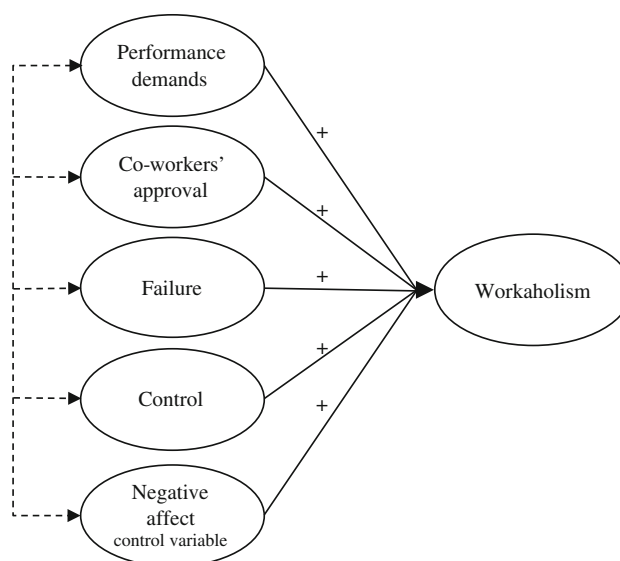 Performance
demands
+
Co-workers’
approval
+
Failure
+
Workaholism
Control
+
Negative
affect
control variable
+